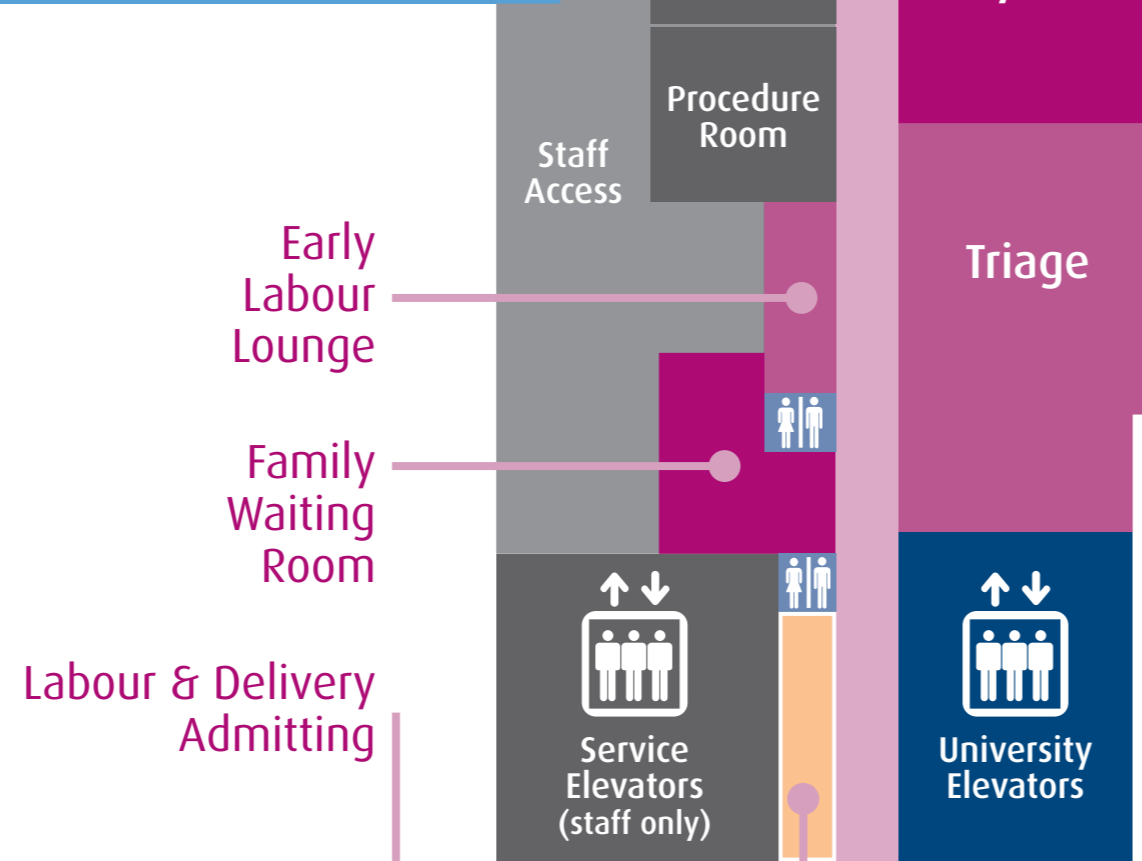 Procedure
Room
Staff
Access
Early
Labour
Lounge
Triage
Family
Waiting
Room
Labour & Delivery
Admitting
Service
Elevators
(staff only)
University
Elevators